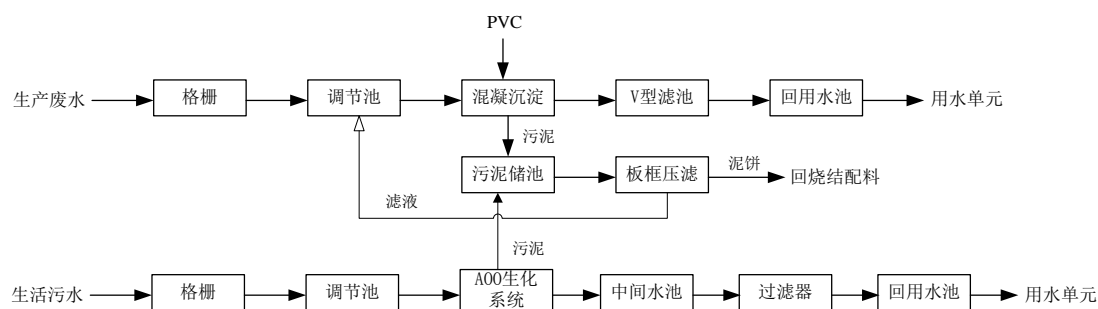 PVC
生产废水
格栅
调节池
混凝沉淀
V型滤池
回用水池
用水单元
污泥
污泥储池
板框压滤
泥饼
回烧结配料
滤液
污泥
生活污水
格栅
调节池
AOO生化
系统
中间水池
过滤器
回用水池
用水单元